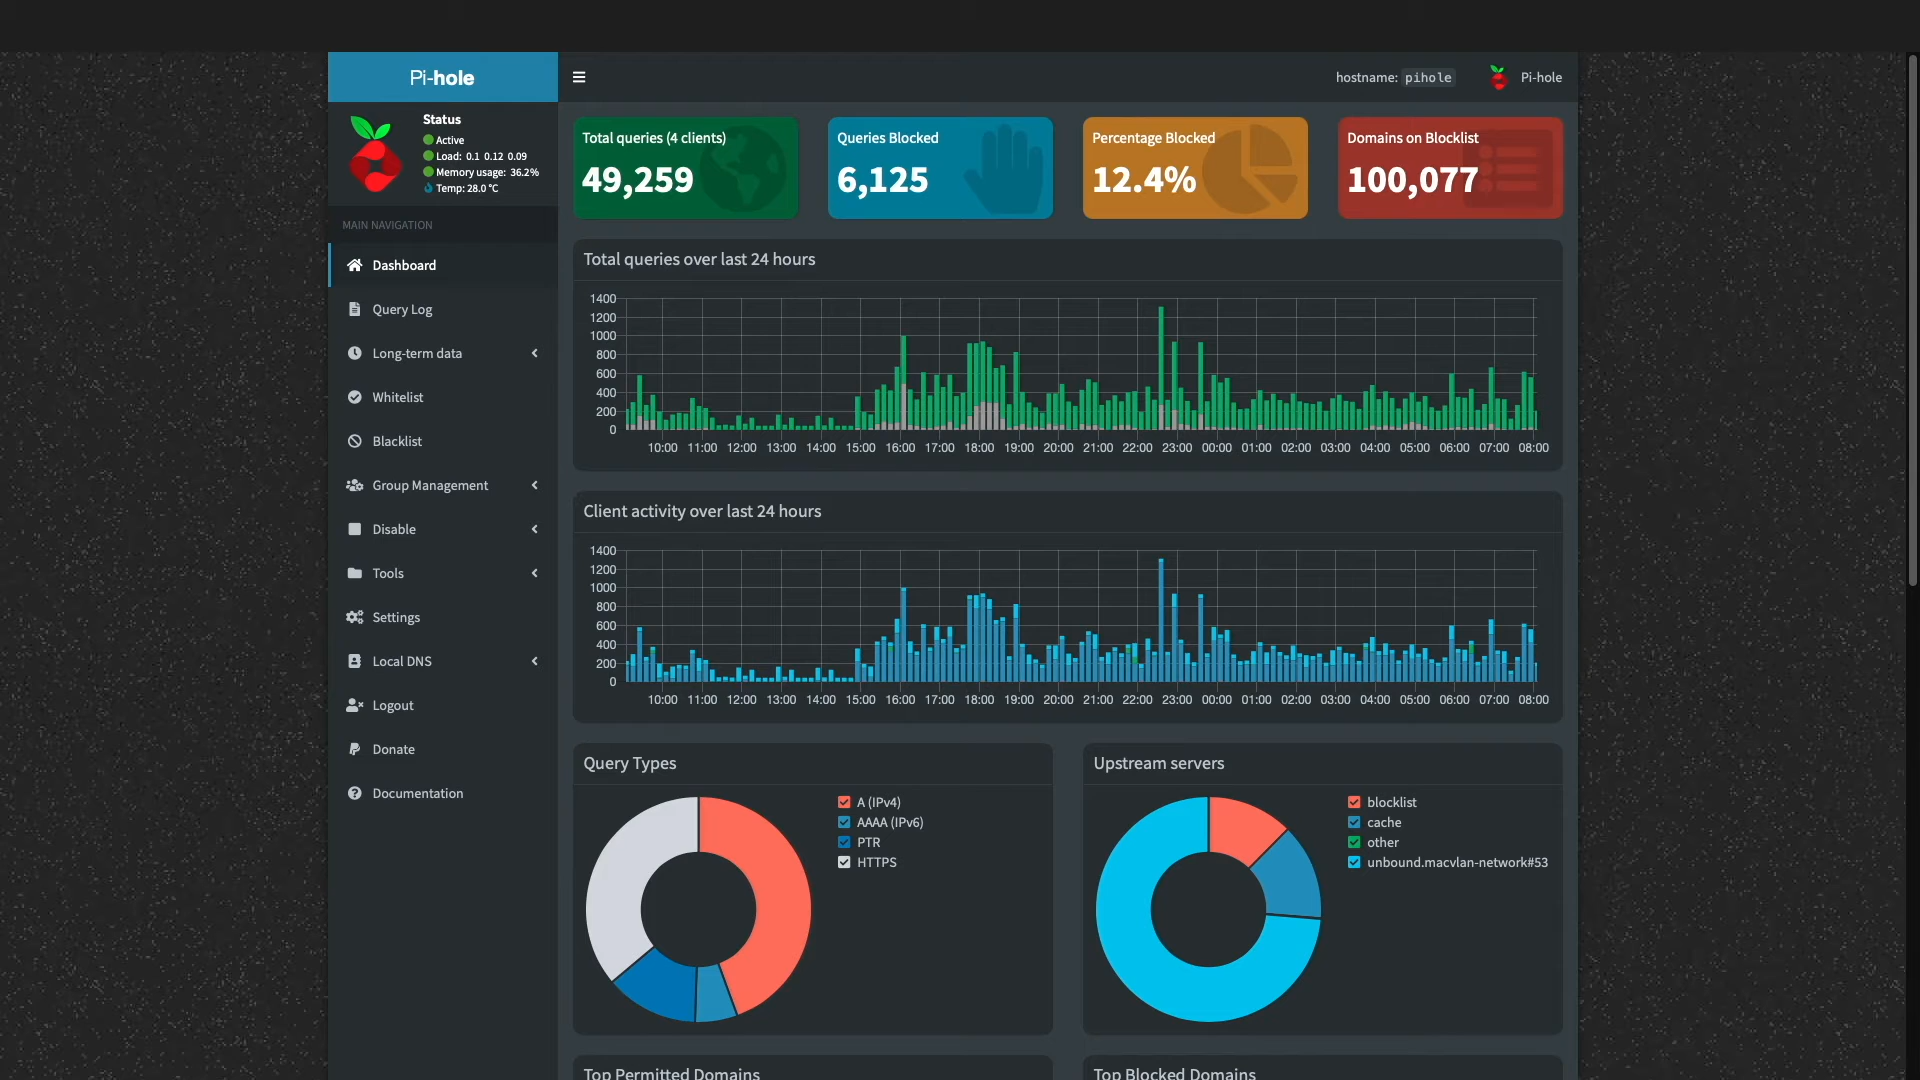 Pi-hole
hostname: pihole
Pi-hole
Status
Active
Load: 0.1 0.12 0.09
Memory usage: 36.2%
Temp: 28.0 °C
MAIN NAVIGATION
Dashboard
Query Log
Long-term data
Whitelist
Blacklist
Group Management
Disable
Tools
Settings
Local DNS
Logout
Donate
Documentation
Total queries (4 clients)
49,259
Queries Blocked
6,125
Percentage Blocked
12.4%
Domains on Blocklist
100,077
Total queries over last 24 hours
1400
1200
1000
800
600
400
200
0
10:00 11:00 12:00 13:00 14:00 15:00 16:00 17:00 18:00 19:00 20:00 21:00 22:00 23:00 00:00 01:00 02:00 03:00 04:00 05:00 06:00 07:00 08:00
Client activity over last 24 hours
1400
1200
1000
800
600
400
200
0
10:00 11:00 12:00 13:00 14:00 15:00 16:00 17:00 18:00 19:00 20:00 21:00 22:00 23:00 00:00 01:00 02:00 03:00 04:00 05:00 06:00 07:00 08:00
Query Types
A (IPv4)
AAAA (IPv6)
PTR
HTTPS
Upstream servers
blocklist
cache
other
unbound.macvlan-network#53
Top Permitted Domains
Top Blocked Domains